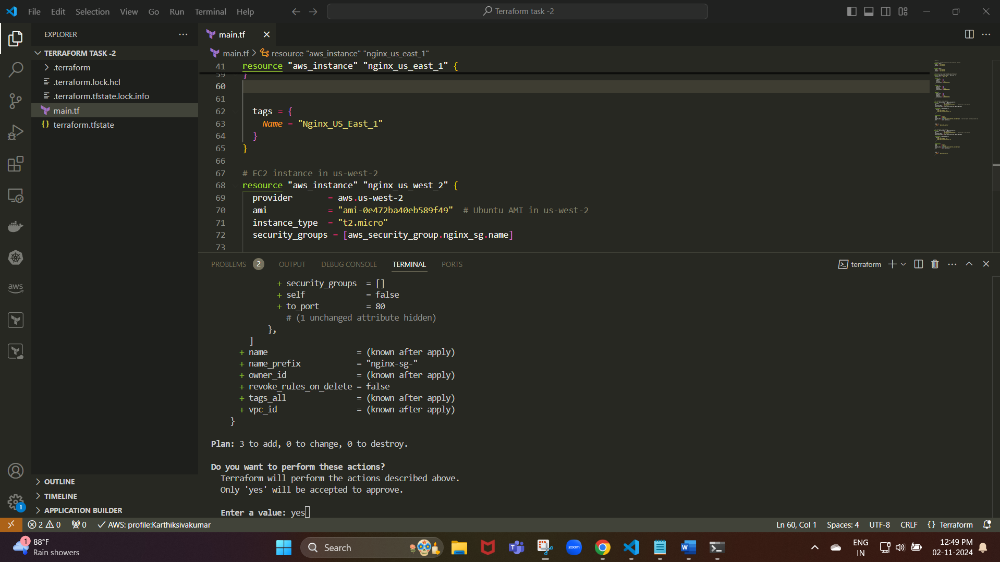 File Edit Selection View Go Run Terminal Help
Terraform task -2
EXPLORER
TERRAFORM TASK -2
.terraform
.terraform.lock.hcl
.terraform.tfstate.lock.info
main.tf
terraform.tfstate
OUTLINE
TIMELINE
APPLICATION BUILDER
aws
1
main.tf
main.tf > resource "aws_instance" "nginx_us_east_1"
41 resource "aws_instance" "nginx_us_east_1" {
59 }
60
61
62 tags = {
63 Name = "Nginx_US_East_1"
64 }
65 }
66
67 # EC2 instance in us-west-2
68 resource "aws_instance" "nginx_us_west_2" {
69 provider = aws.us-west-2
70 ami = "ami-0e472ba40eb589f49" # Ubuntu AMI in us-west-2
71 instance_type = "t2.micro"
72 security_groups = [aws_security_group.nginx_sg.name]
73
PROBLEMS 2 OUTPUT DEBUG CONSOLE TERMINAL PORTS
terraform
+ security_groups = []
+ self = false
+ to_port = 80
# (1 unchanged attribute hidden)
},
]
+ name = (known after apply)
+ name_prefix = "nginx-sg-"
+ owner_id = (known after apply)
+ revoke_rules_on_delete = false
+ tags_all = (known after apply)
+ vpc_id = (known after apply)
}
Plan: 3 to add, 0 to change, 0 to destroy.
Do you want to perform these actions?
Terraform will perform the actions described above.
Only 'yes' will be accepted to approve.
Enter a value: yes
2 0 0 AWS: profile:Karthiksivakumar
Ln 60, Col 1 Spaces: 4 UTF-8 CRLF {} Terraform
1
88°F
Rain showers
Search
zoom
ENG
IN
12:49 PM
02-11-2024